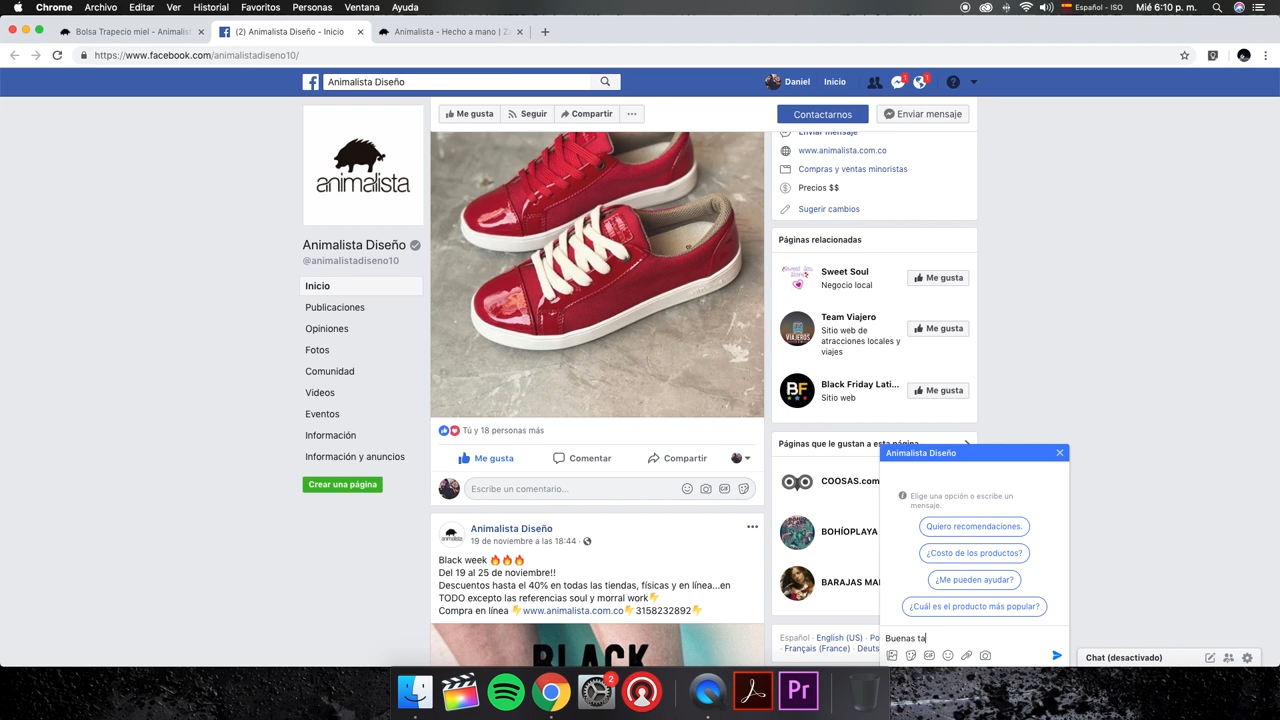 Chrome Archivo Editar Ver Historial Favoritos Personas Ventana Ayuda
Español - ISO Mié 6:10 p. m.
Bolsa Trapecio miel - Animalist
(2) Animalista Diseño - Inicio
Animalista - Hecho a mano | Za
https://www.facebook.com/animalistadiseno10/
Animalista Diseño
Daniel Inicio
1 1
Me gusta Seguir Compartir
Contactarnos Enviar mensaje
animalista
Animalista Diseño
@animalistadiseno10
Inicio
Publicaciones
Opiniones
Fotos
Comunidad
Videos
Eventos
Información
Información y anuncios
Crear una página
Tú y 18 personas más
Me gusta Comentar Compartir
Escribe un comentario...
animalista
Animalista Diseño
19 de noviembre a las 18:44 ·
Black week 🔥🔥🔥
Del 19 al 25 de noviembre!!
Descuentos hasta el 40% en todas las tiendas, físicas y en línea...en
TODO excepto las referencias soul y morral work👇
Compra en línea 👇www.animalista.com.co👇3158232892👇
BLACK
Enviar mensaje
www.animalista.com.co
Compras y ventas minoristas
Precios $$
Sugerir cambios
Páginas relacionadas
Sweet Soul
Negocio local
Me gusta
Team Viajero
Sitio web de
atracciones locales y
viajes
Me gusta
VIAJEROS
BF
Black Friday Lati...
Sitio web
Me gusta
Páginas que le gustan a esta página
COOSAS.com
BOHÍOPLAYA
BARAJAS MA
Español · English (US) · Po
Français (France) · Deuts
Animalista Diseño
Elige una opción o escribe un
mensaje.
Quiero recomendaciones.
¿Costo de los productos?
¿Me pueden ayudar?
¿Cuál es el producto más popular?
Buenas ta
GIF
Chat (desactivado)
2
Pr